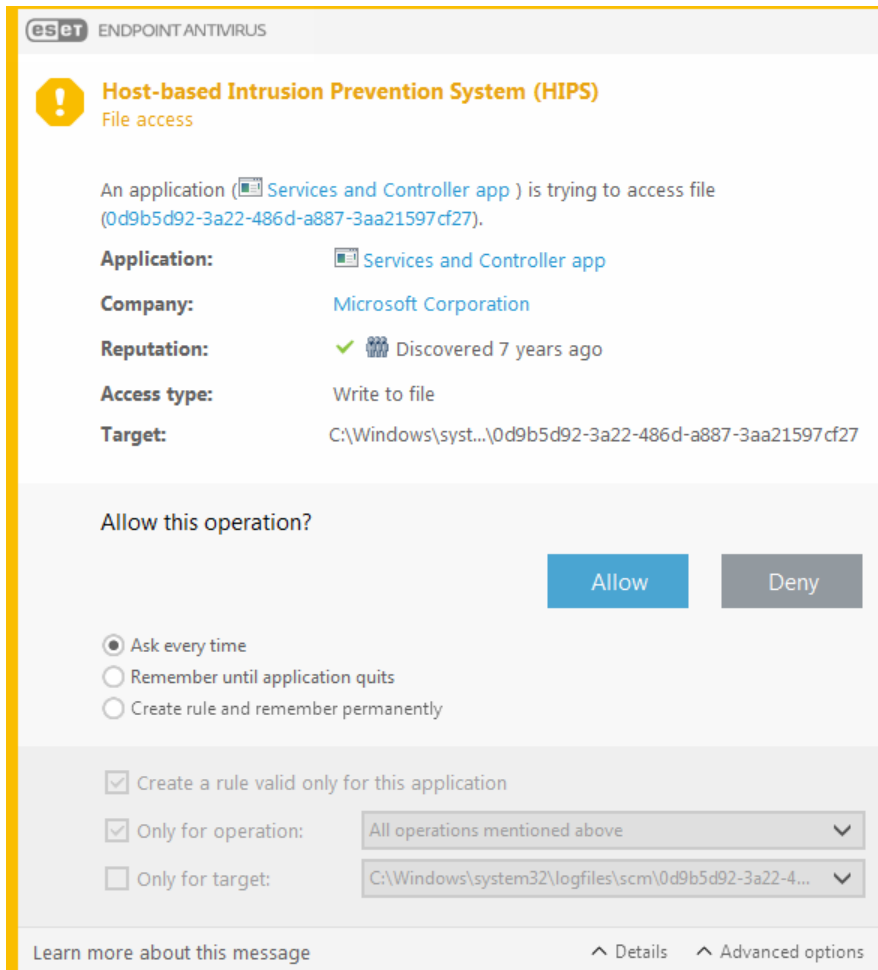 eset ENDPOINT ANTIVIRUS
Host-based Intrusion Prevention System (HIPS)
File access
An application ( Services and Controller app ) is trying to access file
(0d9b5d92-3a22-486d-a887-3aa21597cf27).
Application: Services and Controller app
Company: Microsoft Corporation
Reputation: Discovered 7 years ago
Access type: Write to file
Target: C:\Windows\syst...\0d9b5d92-3a22-486d-a887-3aa21597cf27
Allow this operation?
Allow Deny
Ask every time
Remember until application quits
Create rule and remember permanently
Create a rule valid only for this application
Only for operation: All operations mentioned above
Only for target: C:\Windows\system32\logfiles\scm\0d9b5d92-3a22-4...
Learn more about this message Details Advanced options